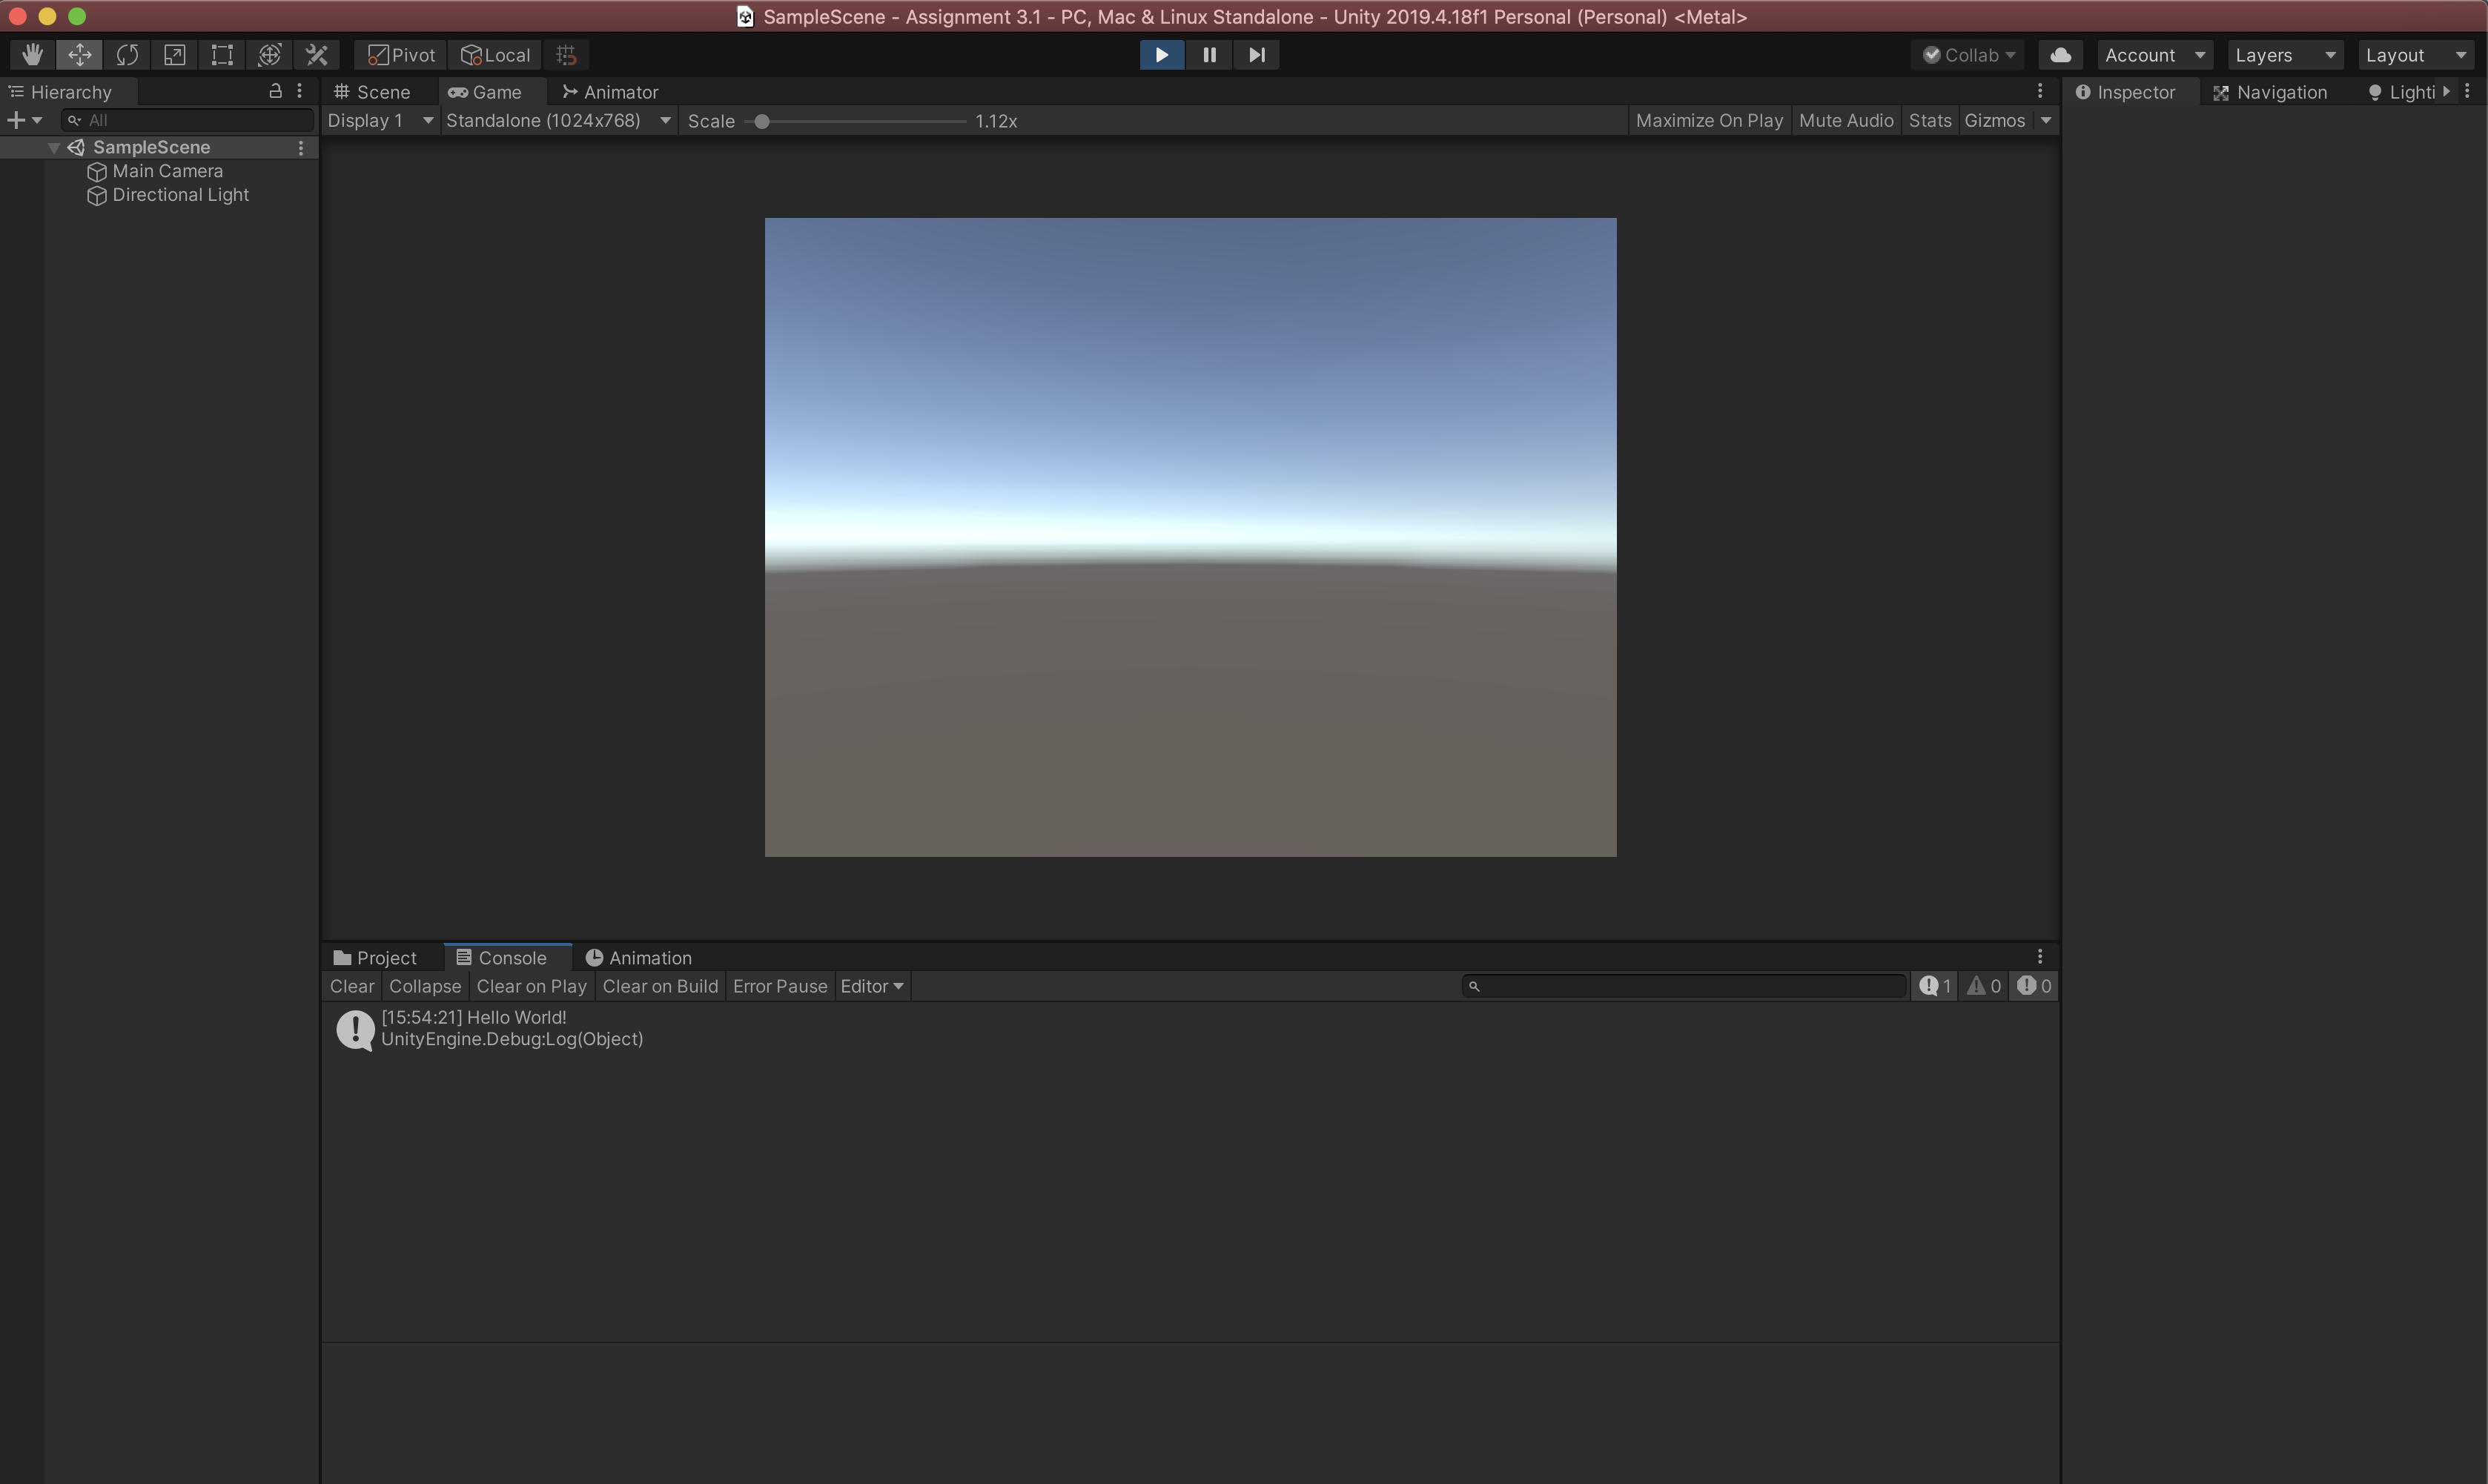 SampleScene - Assignment 3.1 - PC, Mac & Linux Standalone - Unity 2019.4.18f1 Personal (Personal) <Metal>
Pivot Local Collab Account Layers Layout
Hierarchy
All
SampleScene
Main Camera
Directional Light
Scene Game Animator
Display 1 Standalone (1024x768) Scale 1.12x Maximize On Play Mute Audio Stats Gizmos
Inspector Navigation Lighti
Project Console Animation
Clear Collapse Clear on Play Clear on Build Error Pause Editor 1 0 0
[15:54:21] Hello World!
UnityEngine.Debug:Log(Object)